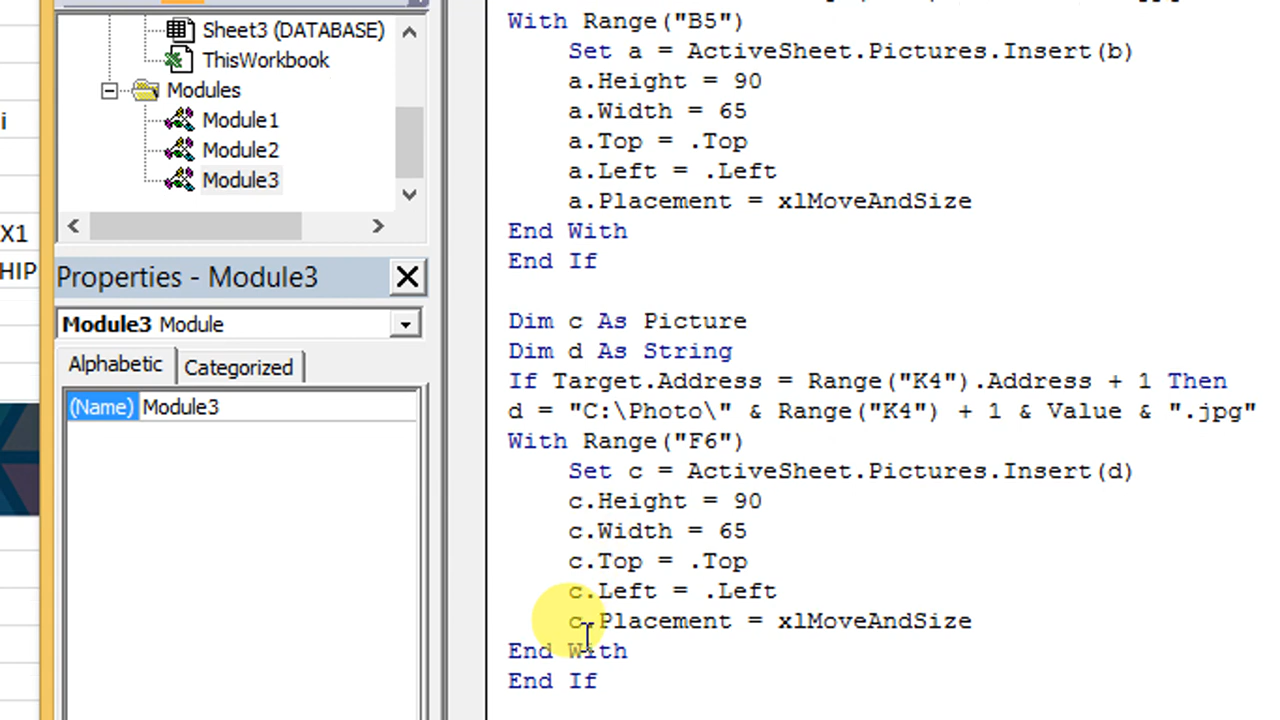 Sheet3 (DATABASE)
ThisWorkbook
Modules
Module1
Module2
Module3
i
X1
HIP
Properties - Module3
Module3 Module
Alphabetic
Categorized
(Name) Module3
With Range("B5")
Set a = ActiveSheet.Pictures.Insert(b)
a.Height = 90
a.Width = 65
a.Top = .Top
a.Left = .Left
a.Placement = xlMoveAndSize
End With
End If
Dim c As Picture
Dim d As String
If Target.Address = Range("K4").Address + 1 Then
d = "C:\Photo\" & Range("K4") + 1 & Value & ".jpg"
With Range("F6")
Set c = ActiveSheet.Pictures.Insert(d)
c.Height = 90
c.Width = 65
c.Top = .Top
c.Left = .Left
c.Placement = xlMoveAndSize
End With
End If